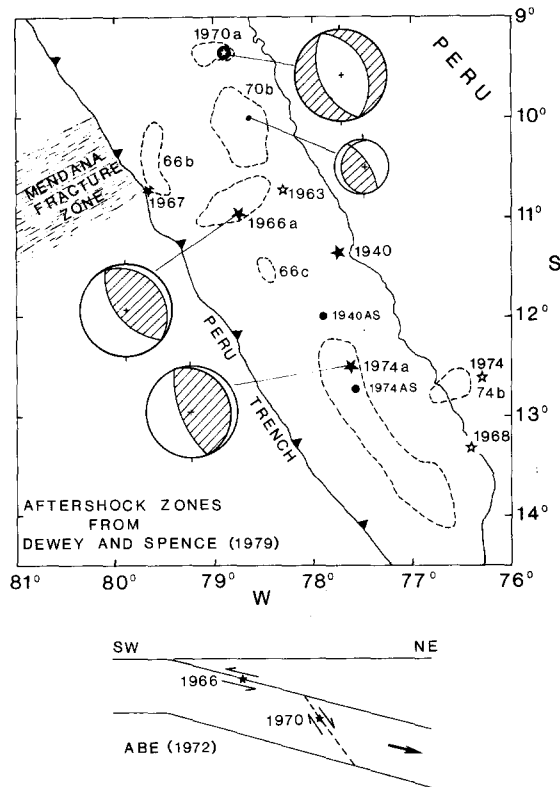 1970a
70b
PERU
66b
MENDANA
FRACTURE
ZONE
1967
1963
1966a
1940
66c
1940AS
1974a
1974AS
1974
74b
1968
PERU
TRENCH
AFTERSHOCK ZONES
FROM
DEWEY AND SPENCE (1979)
9°
10°
11°
S
12°
13°
14°
81°
80°
79°
78°
77°
76°
W
SW
NE
1966
1970
ABE (1972)